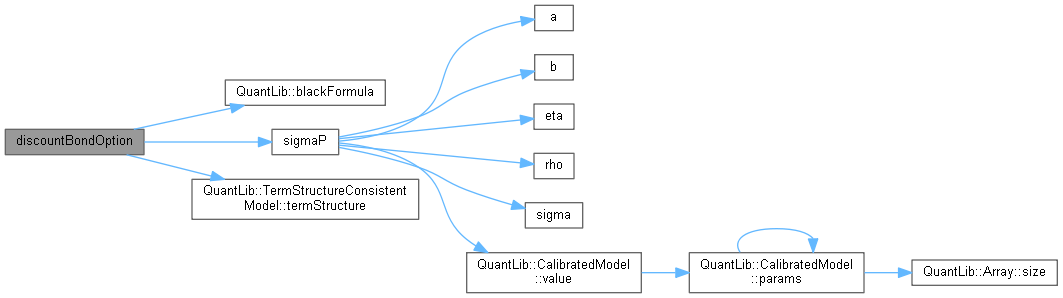 discountBondOption
QuantLib::blackFormula
sigmaP
QuantLib::TermStructureConsistent
Model::termStructure
a
b
eta
rho
sigma
QuantLib::CalibratedModel
::value
QuantLib::CalibratedModel
::params
QuantLib::Array::size